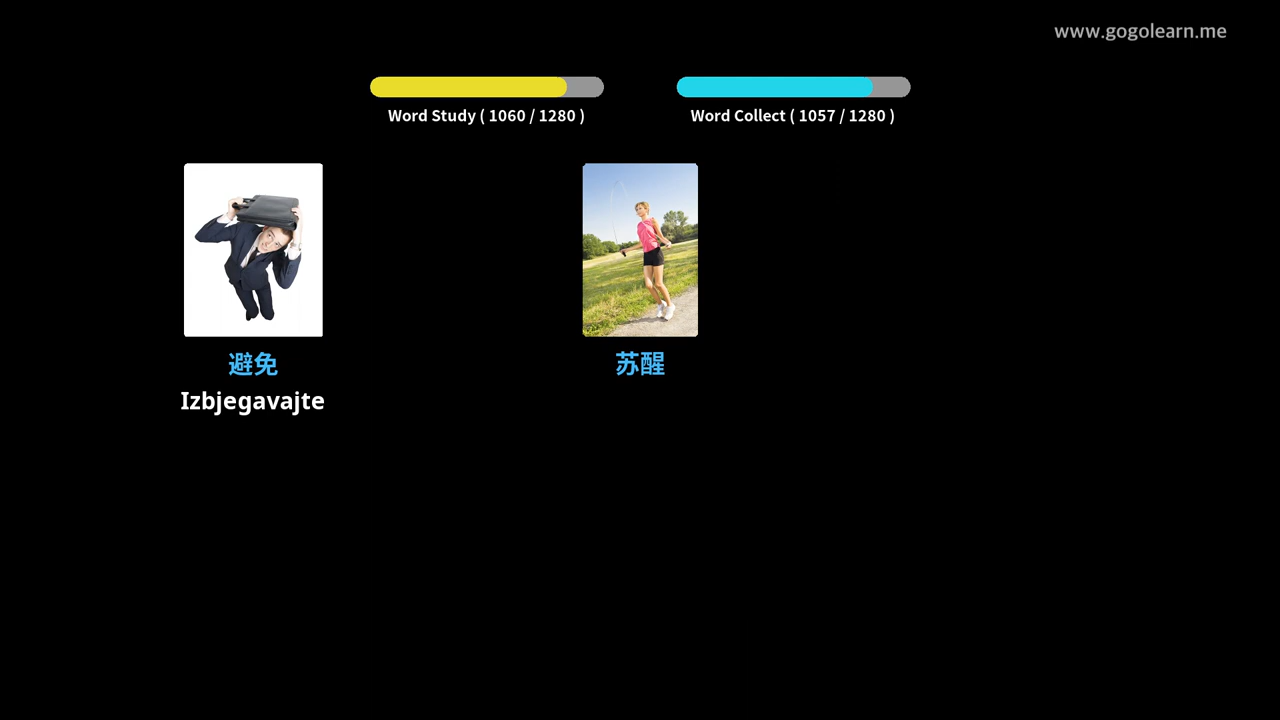 www.gogolearn.me
Word Study ( 1060 / 1280 )
Word Collect ( 1057 / 1280 )
避免
Izbjegavajte
苏醒